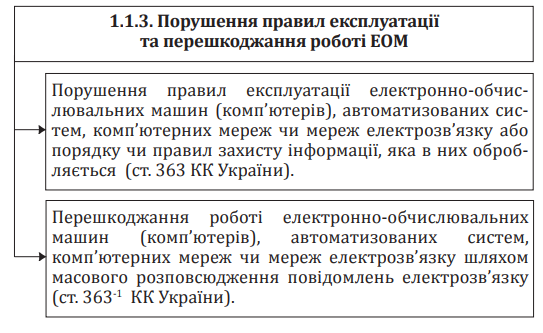 1.1.3. Порушення правил експлуатації
та перешкоджання роботі ЕОМ
Порушення правил експлуатації електронно-обчис-
лювальних машин (комп’ютерів), автоматизованих сис-
тем, комп’ютерних мереж чи мереж електрозв’язку або
порядку чи правил захисту інформації, яка в них оброб-
ляється (ст. 363 КК України).
Перешкоджання роботі електронно-обчислювальних
машин (комп’ютерів), автоматизованих систем,
комп’ютерних мереж чи мереж електрозв’язку шляхом
масового розповсюдження повідомлень електрозв’язку
(ст. 363-1 КК України).